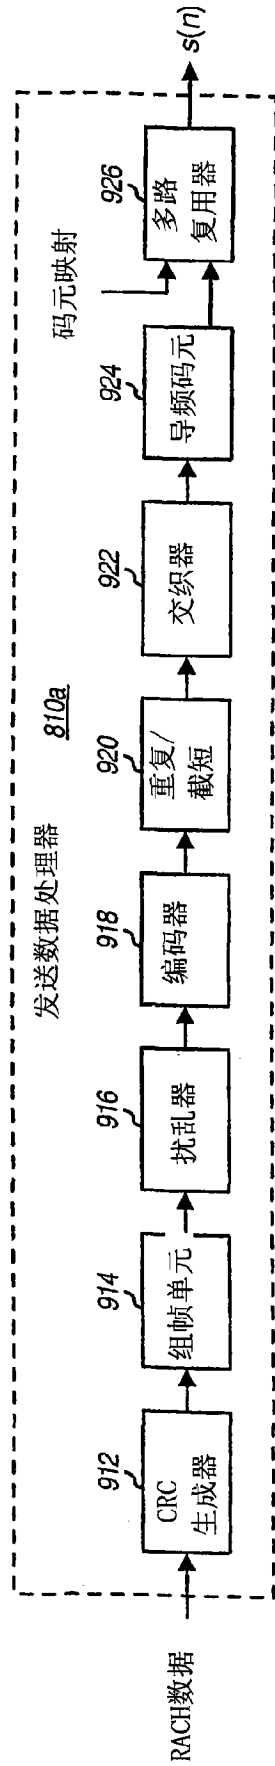 发送数据处理器
810a
RACH数据
912
CRC
生成器
914
组帧单元
916
扰乱器
918
编码器
920
重复/
截短
922
交织器
924
导频码元
码元映射
926
多路
复用器
s(n)